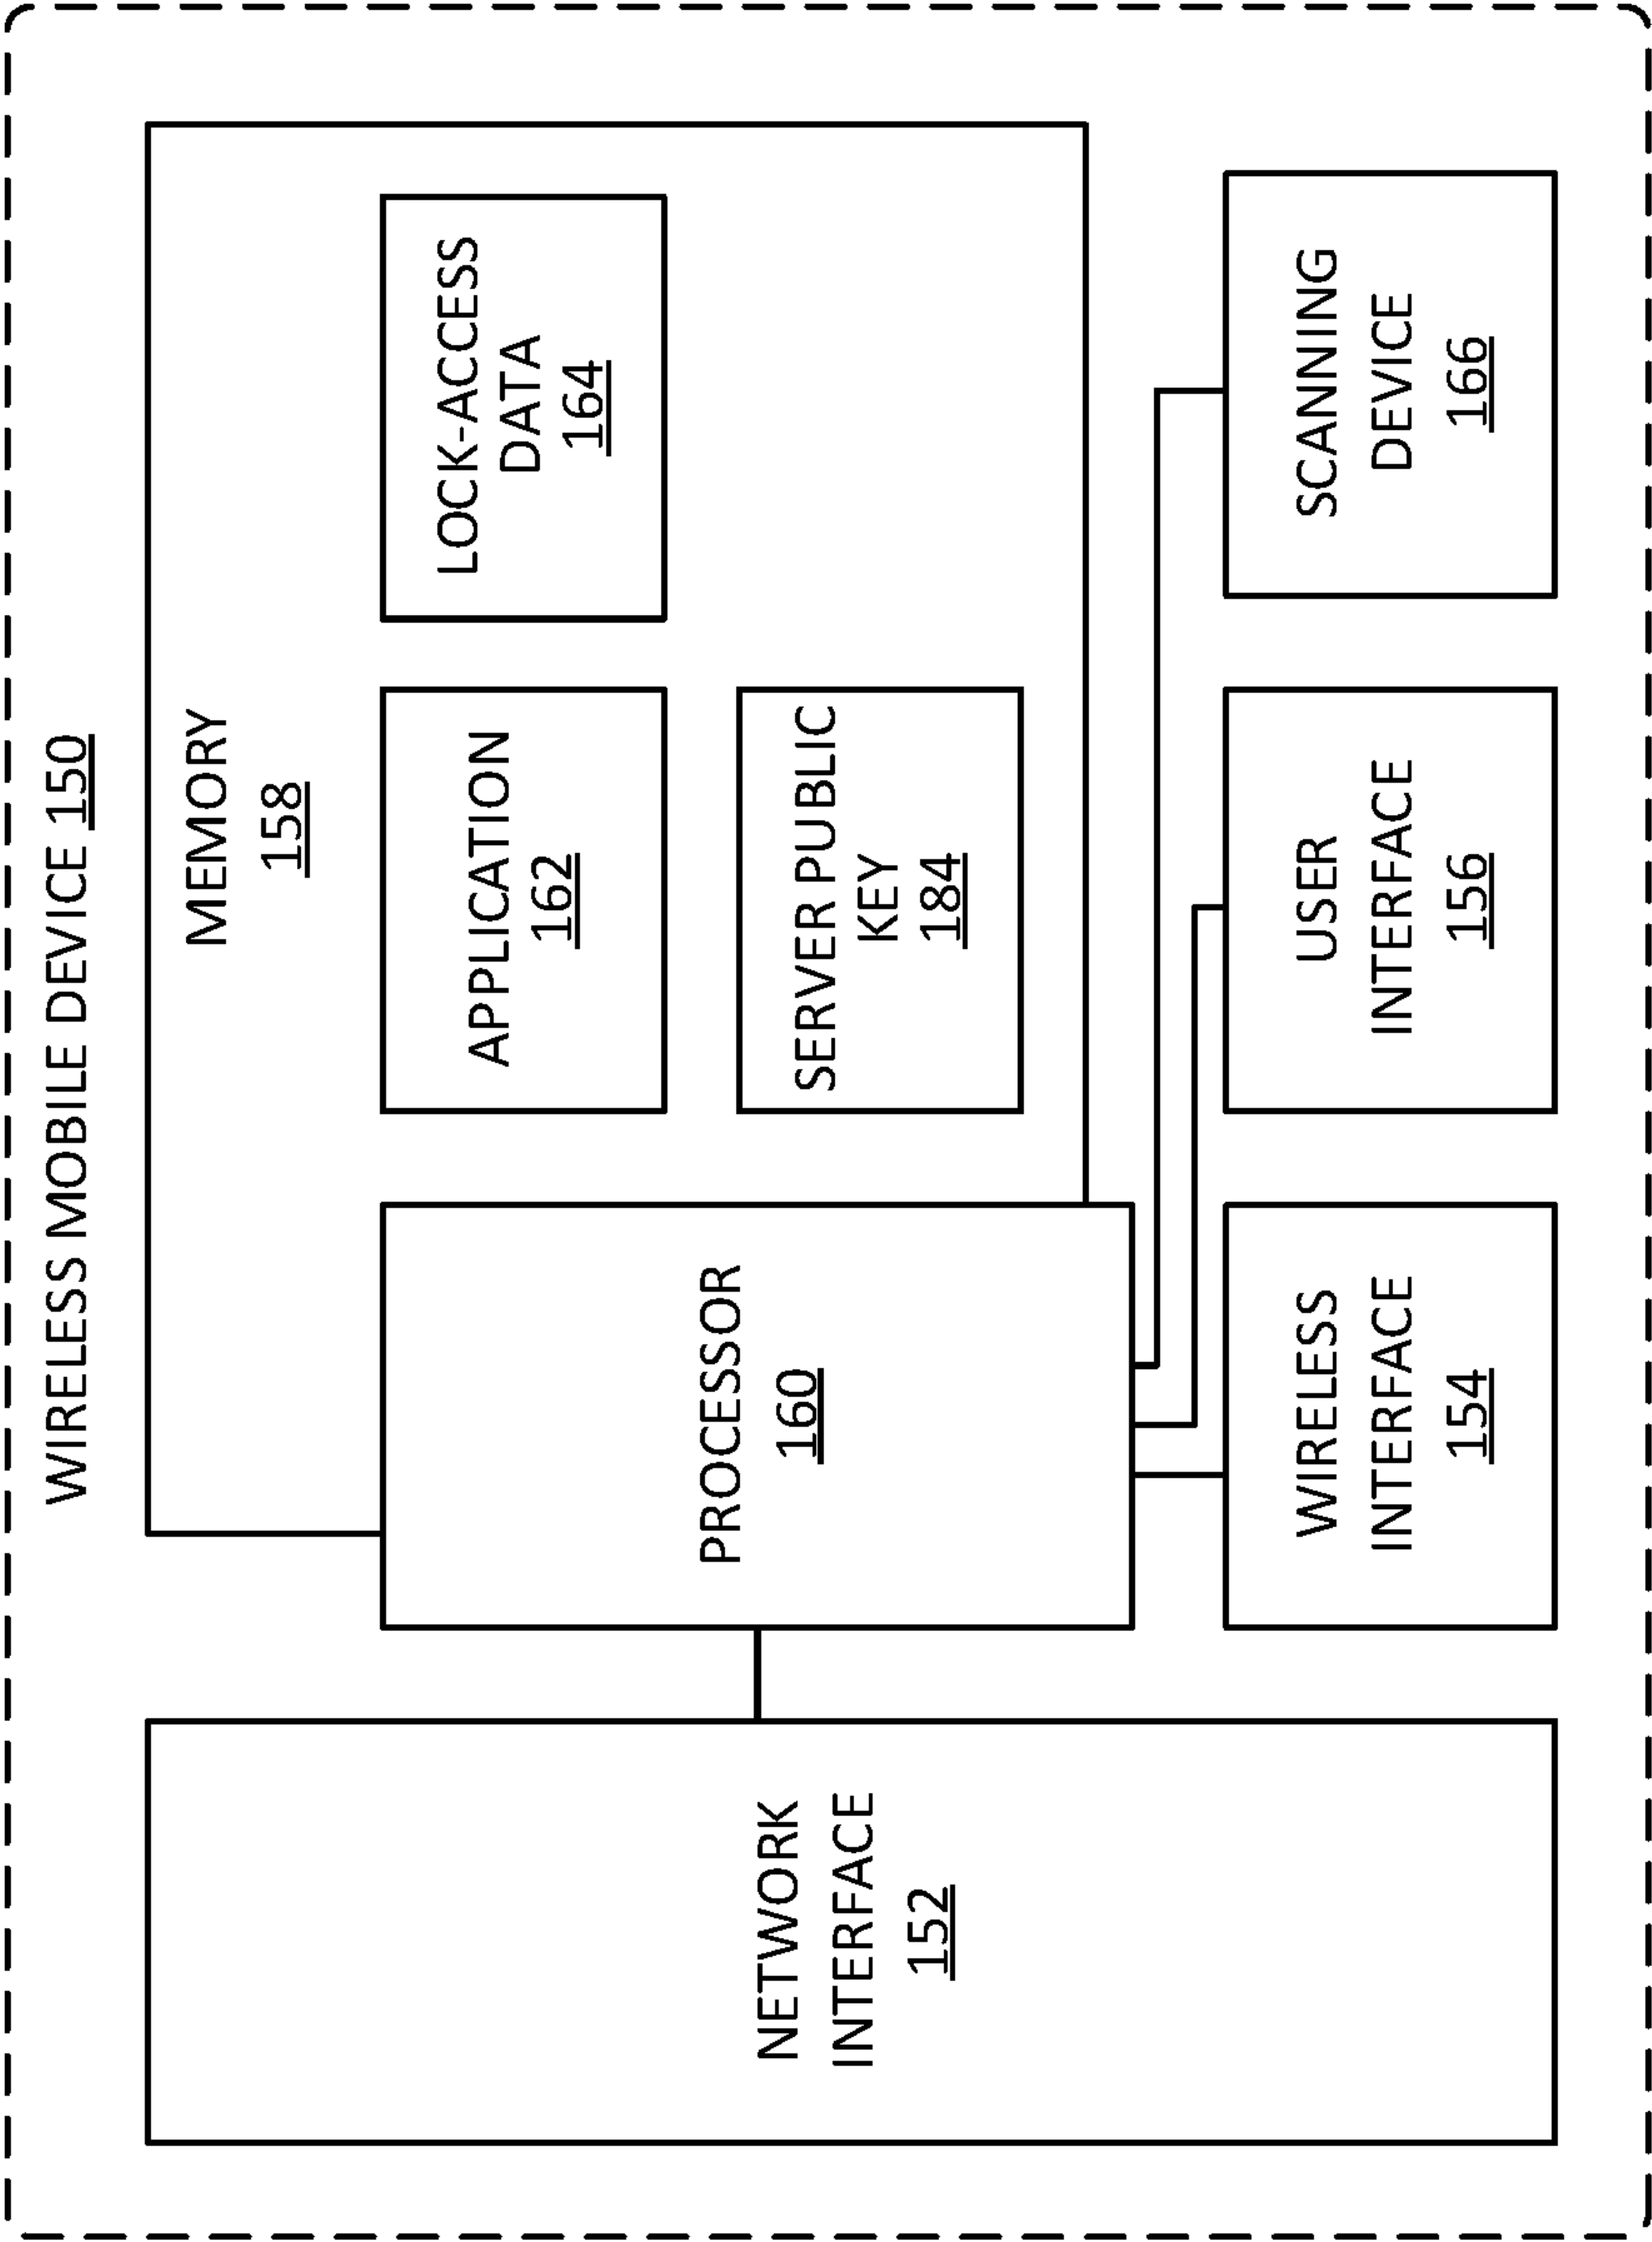 WIRELESS MOBILE DEVICE 150
MEMORY
158
NETWORK
INTERFACE
152
PROCESSOR
160
APPLICATION
162
LOCK-ACCESS
DATA
164
SERVER PUBLIC
KEY
184
WIRELESS
INTERFACE
154
USER
INTERFACE
156
SCANNING
DEVICE
166